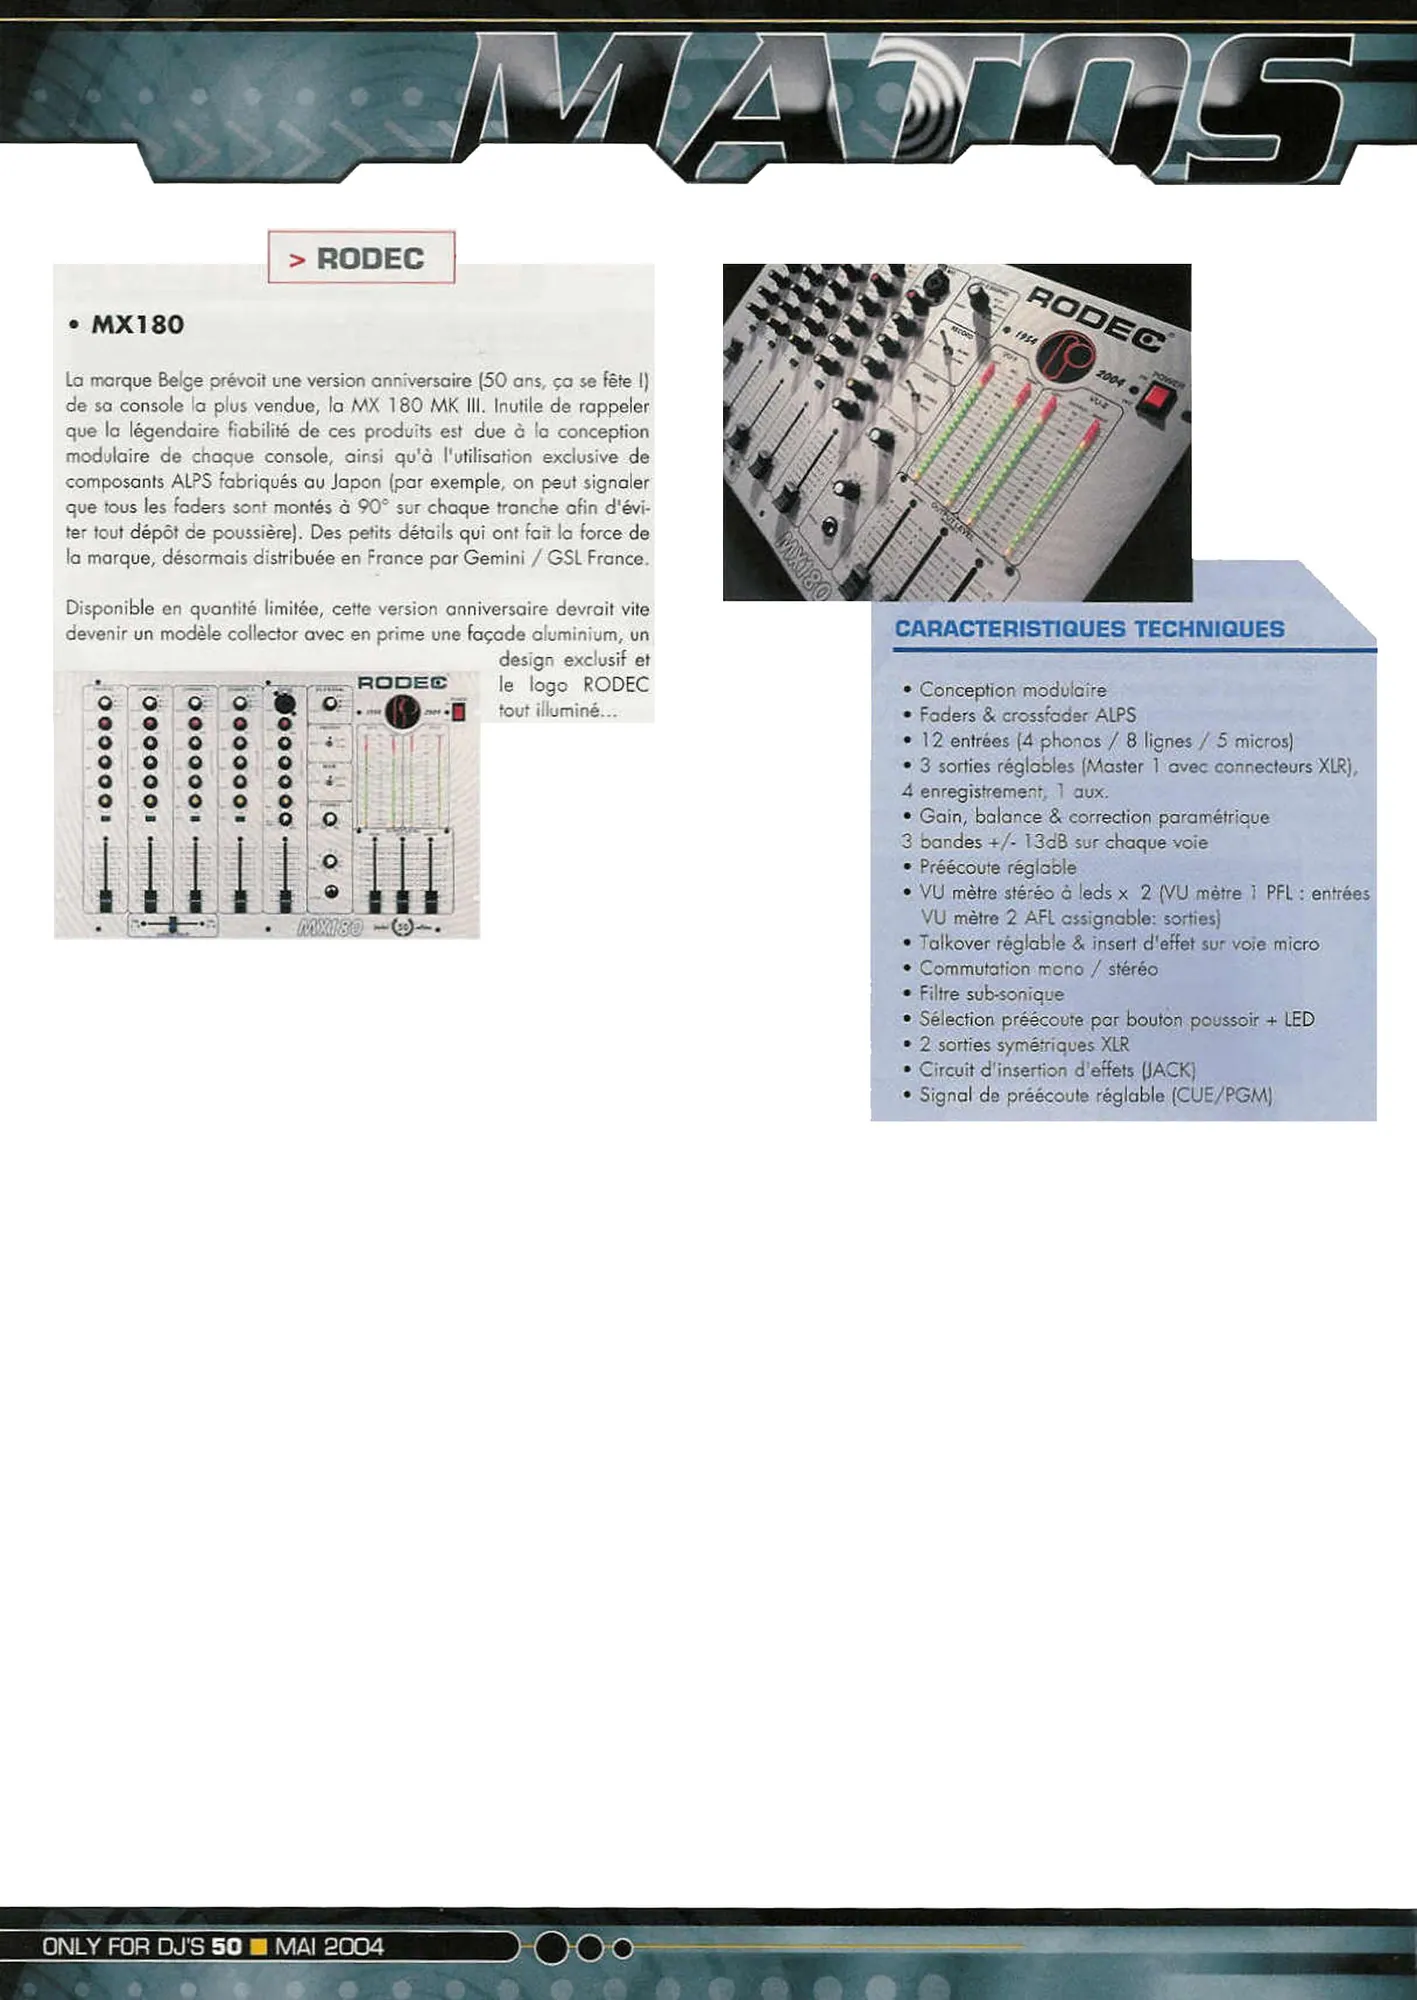 MATOS
> RODEC
• MX180
La marque Belge prévoit une version anniversaire (50 ans, ça se fête !)
de sa console la plus vendue, la MX 180 MK III. Inutile de rappeler
que la légendaire fiabilité de ces produits est due à la conception
modulaire de chaque console, ainsi qu'à l'utilisation exclusive de
composants ALPS fabriqués au Japon (par exemple, on peut signaler
que tous les faders sont montés à 90° sur chaque tranche afin d'évi-
ter tout dépôt de poussière). Des petits détails qui ont fait la force de
la marque, désormais distribuée en France par Gemini / GSL France.
Disponible en quantité limitée, cette version anniversaire devrait vite
devenir un modèle collector avec en prime une façade aluminium, un
design exclusif et
le logo RODEC
tout illuminé...
RODEC
1954 2004
MX180
50
RODEC
1954
2004
POWER
RECORD
VU-2
OUTPUT LEVEL
MX180
CARACTERISTIQUES TECHNIQUES
• Conception modulaire
• Faders & crossfader ALPS
• 12 entrées (4 phonos / 8 lignes / 5 micros)
• 3 sorties réglables (Master 1 avec connecteurs XLR),
4 enregistrement, 1 aux.
• Gain, balance & correction paramétrique
3 bandes +/- 13dB sur chaque voie
• Préécoute réglable
• VU mètre stéréo à leds x 2 (VU mètre 1 PFL : entrées
VU mètre 2 AFL assignable: sorties)
• Talkover réglable & insert d'effet sur voie micro
• Commutation mono / stéréo
• Filtre sub-sonique
• Sélection préécoute par bouton poussoir + LED
• 2 sorties symétriques XLR
• Circuit d'insertion d'effets (JACK)
• Signal de préécoute réglable (CUE/PGM)
ONLY FOR DJ'S 50 ■ MAI 2004